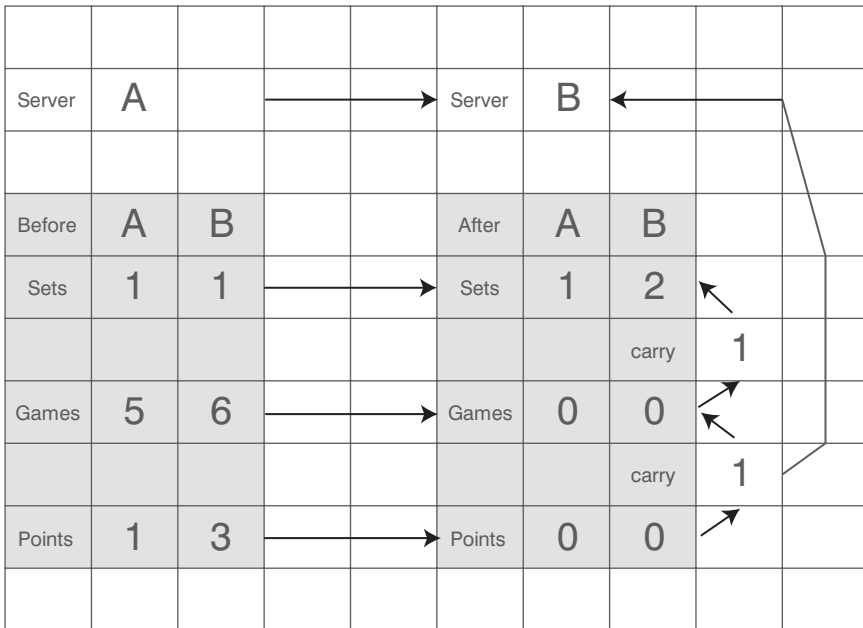 Server A Server B
Before A B After A B
Sets 1 1 Sets 1 2
carry 1
Games 5 6 Games 0 0
carry 1
Points 1 3 Points 0 0